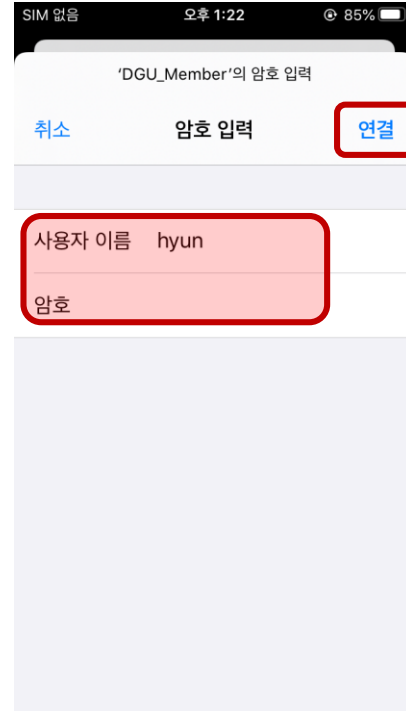 SIM 없음 오후 1:22 85%
‘DGU_Member’의 암호 입력
취소 암호 입력 연결
사용자 이름 hyun
암호